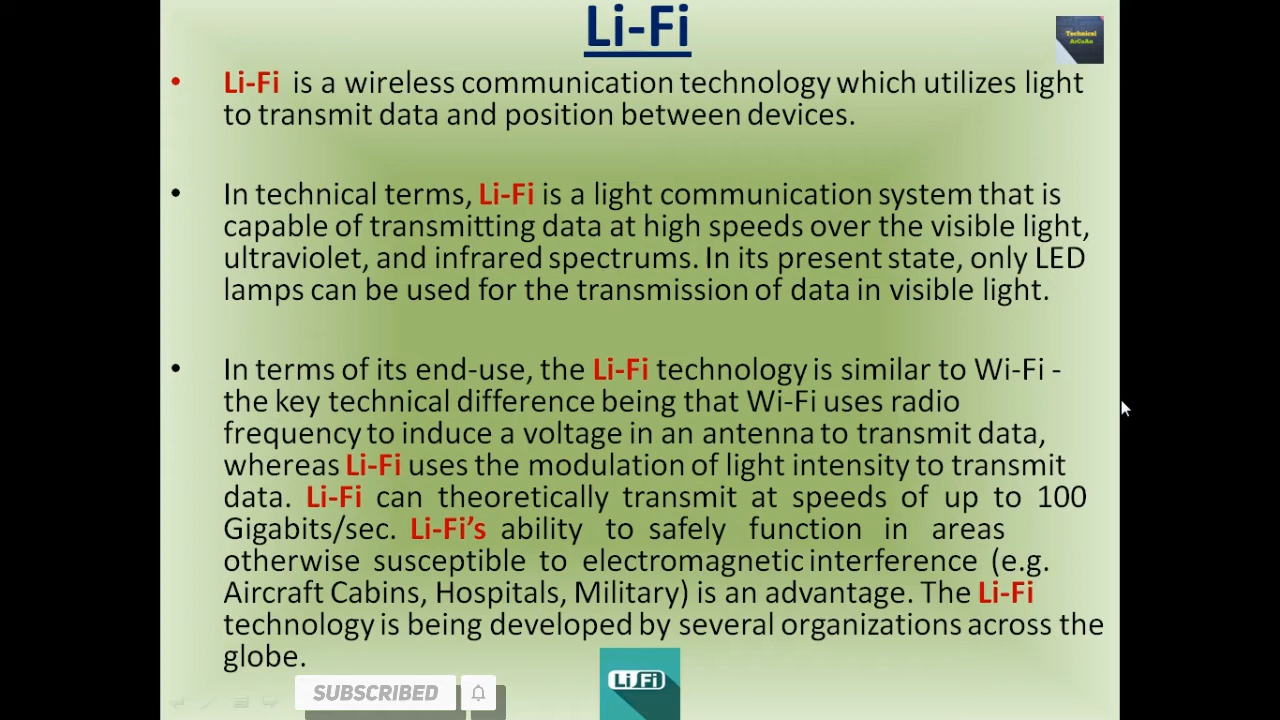 Li-Fi
Technical
ArCaAn
Li-Fi is a wireless communication technology which utilizes light
to transmit data and position between devices.
In technical terms, Li-Fi is a light communication system that is
capable of transmitting data at high speeds over the visible light,
ultraviolet, and infrared spectrums. In its present state, only LED
lamps can be used for the transmission of data in visible light.
In terms of its end-use, the Li-Fi technology is similar to Wi-Fi -
the key technical difference being that Wi-Fi uses radio
frequency to induce a voltage in an antenna to transmit data,
whereas Li-Fi uses the modulation of light intensity to transmit
data. Li-Fi can theoretically transmit at speeds of up to 100
Gigabits/sec. Li-Fi’s ability to safely function in areas
otherwise susceptible to electromagnetic interference (e.g.
Aircraft Cabins, Hospitals, Military) is an advantage. The Li-Fi
technology is being developed by several organizations across the
globe.
SUBSCRIBED
Li Fi